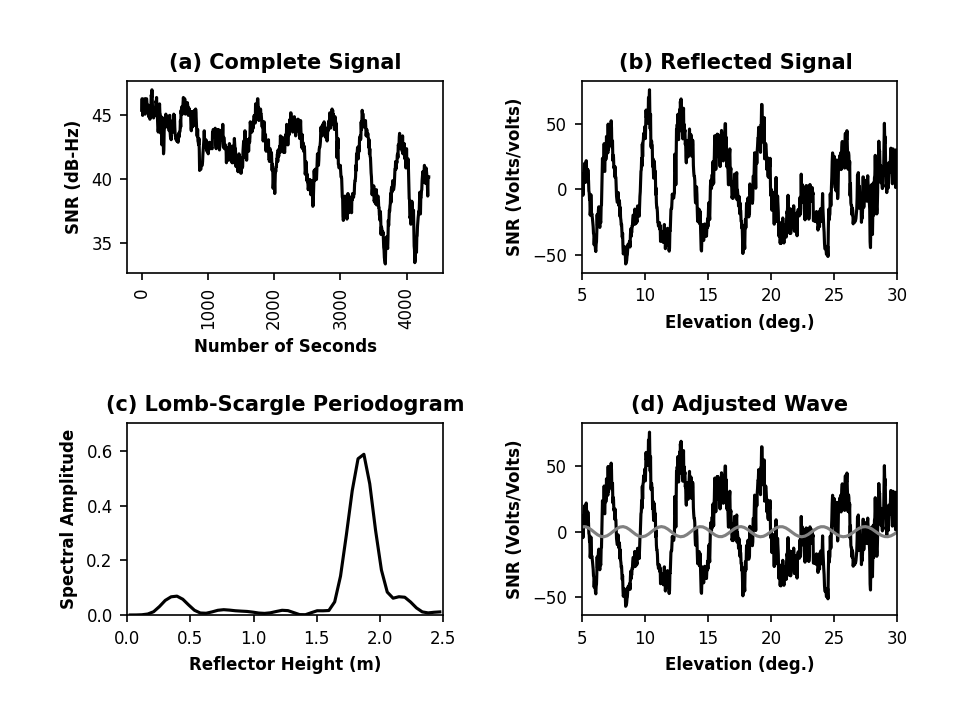 (a) Complete Signal
SNR (dB-Hz)
45
40
35
0
1000
2000
3000
4000
Number of Seconds
(b) Reflected Signal
SNR (Volts/volts)
50
0
−50
5 10 15 20 25 30
Elevation (deg.)
(c) Lomb-Scargle Periodogram
Spectral Amplitude
0.6
0.4
0.2
0.0
0.0 0.5 1.0 1.5 2.0 2.5
Reflector Height (m)
(d) Adjusted Wave
SNR (Volts/Volts)
50
0
−50
5 10 15 20 25 30
Elevation (deg.)